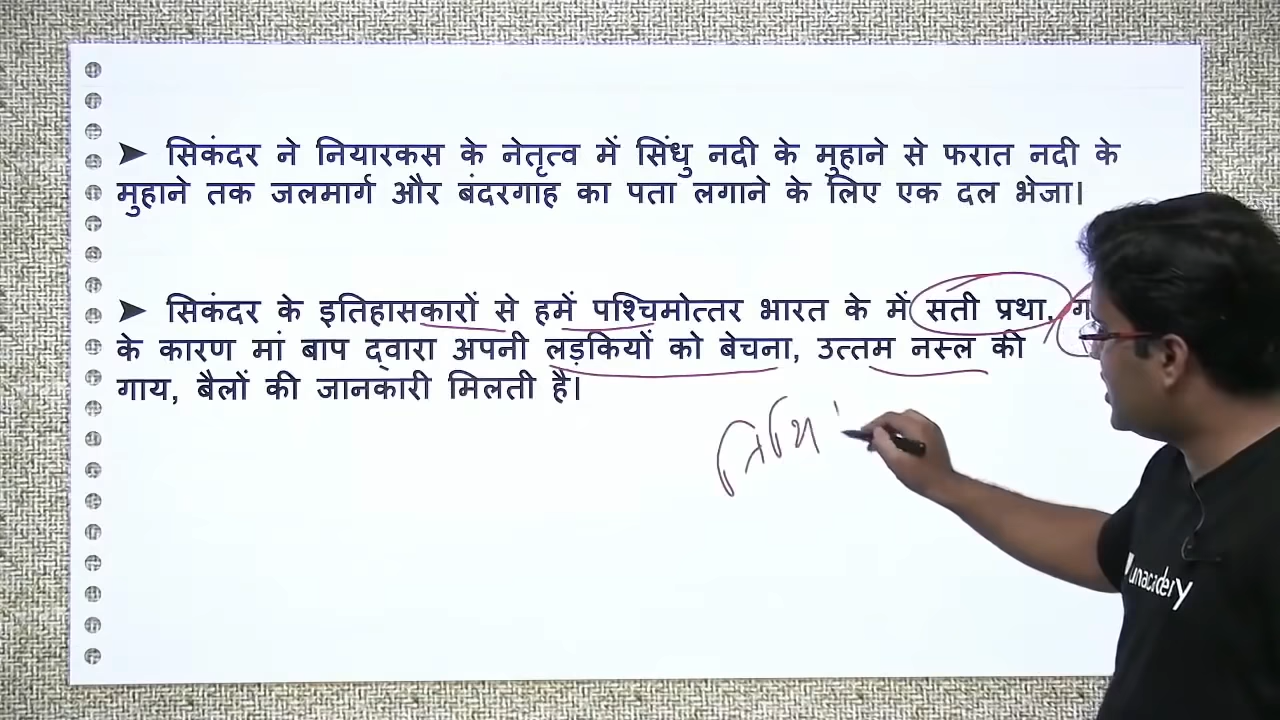 ➤ सिकंदर ने नियारकस के नेतृत्व में सिंधु नदी के मुहाने से फरात नदी के
मुहाने तक जलमार्ग और बंदरगाह का पता लगाने के लिए एक दल भेजा।
➤ सिकंदर के इतिहासकारों से हमें पश्चिमोत्तर भारत के में सती प्रथा,
के कारण मां बाप द्वारा अपनी लड़कियों को बेचना, उत्तम नस्ल की
गाय, बैलों की जानकारी मिलती है।
unacademy